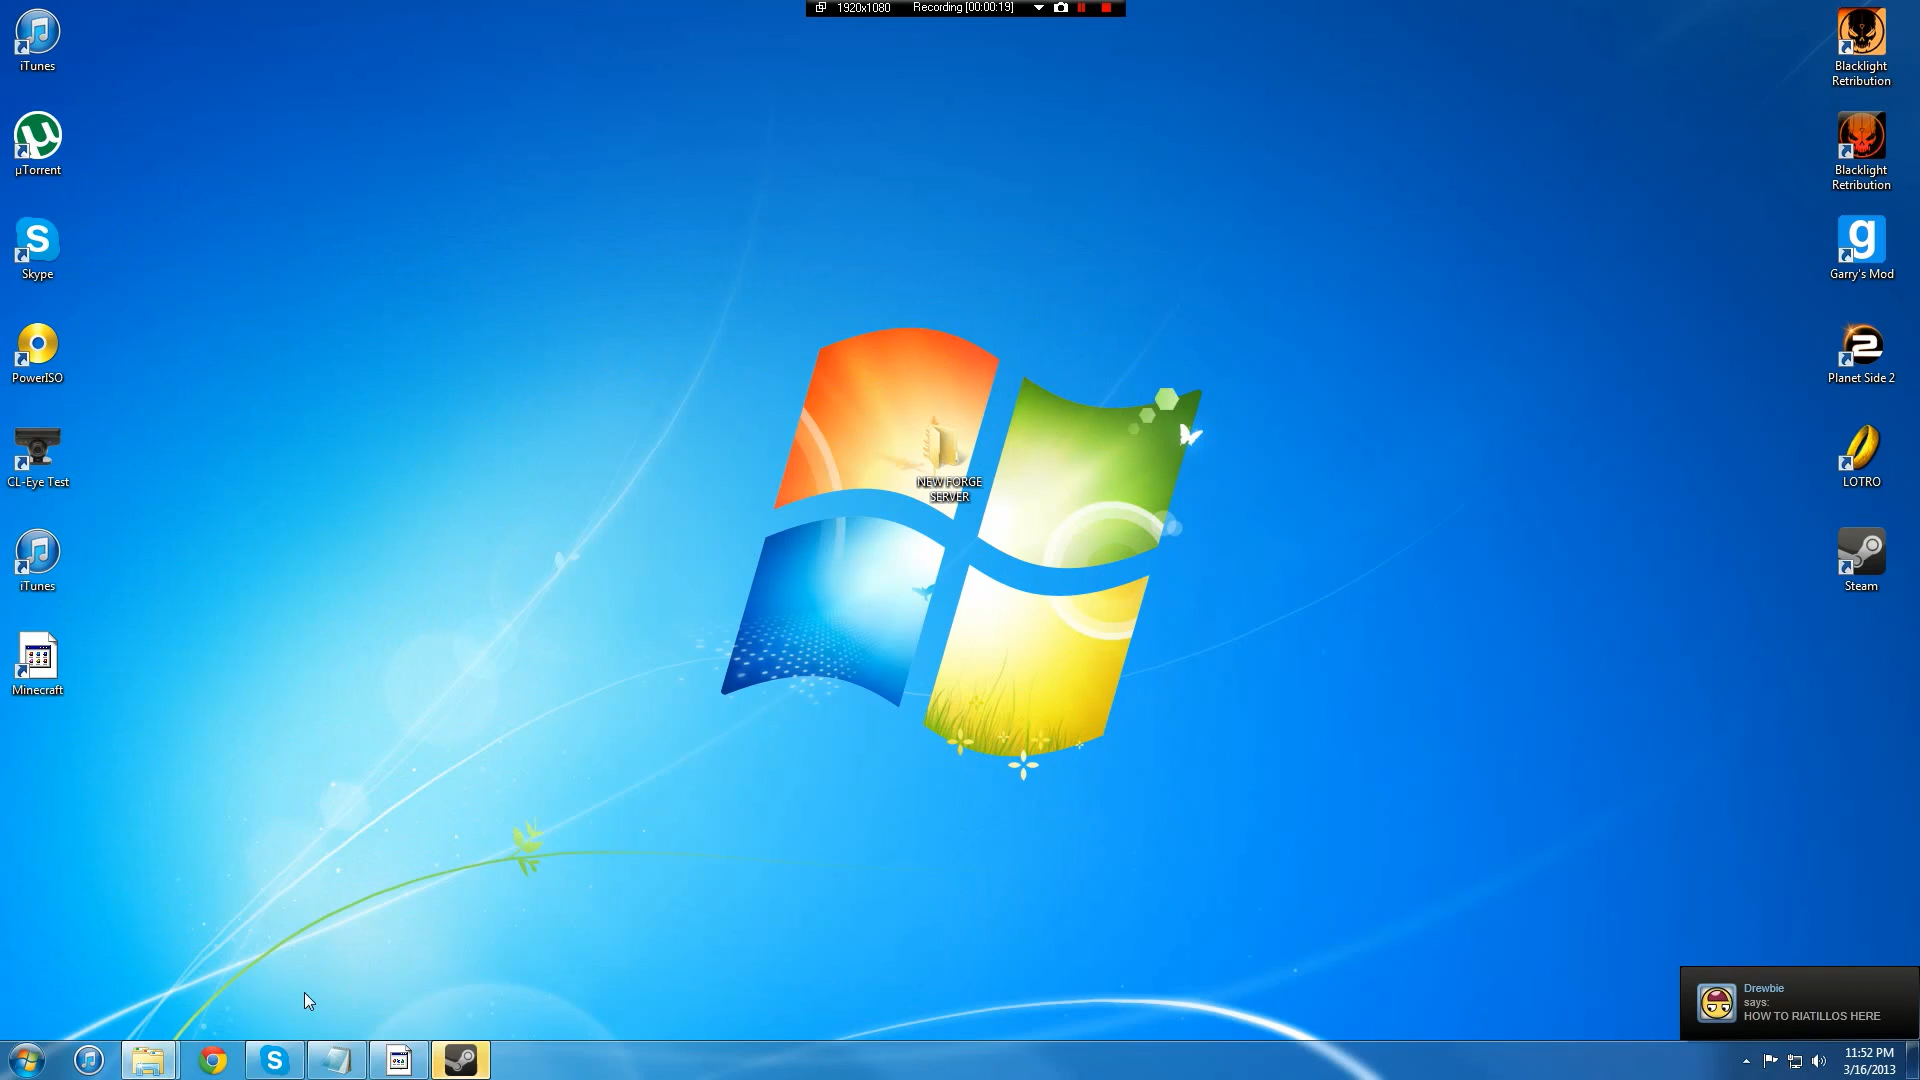 1920x1080 Recording [00:00:19]
iTunes
µTorrent
Skype
PowerISO
CL-Eye Test
iTunes
Minecraft
NEW FORGE
SERVER
Blacklight
Retribution
Blacklight
Retribution
Garry's Mod
Planet Side 2
LOTRO
Steam
Drewbie
says:
HOW TO RIATILLOS HERE
11:52 PM
3/16/2013